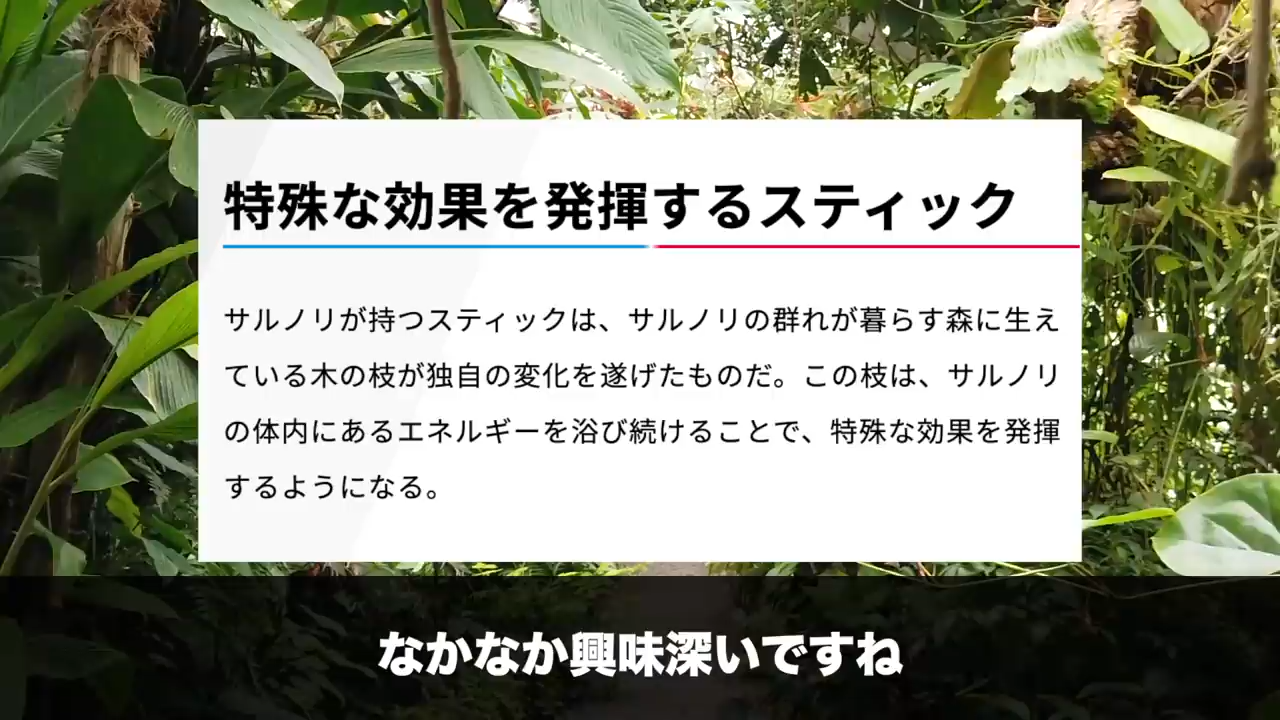 特殊な効果を発揮するスティック
サルノリが持つスティックは、サルノリの群れが暮らす森に生え
ている木の枝が独自の変化を遂げたものだ。この枝は、サルノリ
の体内にあるエネルギーを浴び続けることで、特殊な効果を発揮
するようになる。
なかなか興味深いですね